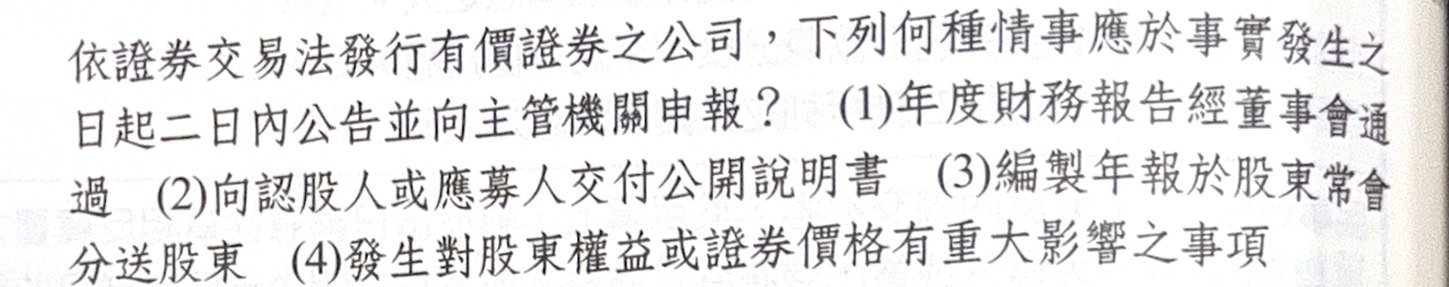 依證券交易法發行有價證券之公司，下列何種情事應於事實發生之
日起二日內公告並向主管機關申報？　(1)年度財務報告經董事會通
過　(2)向認股人或應募人交付公開說明書　(3)編製年報於股東常會
分送股東　(4)發生對股東權益或證券價格有重大影響之事項